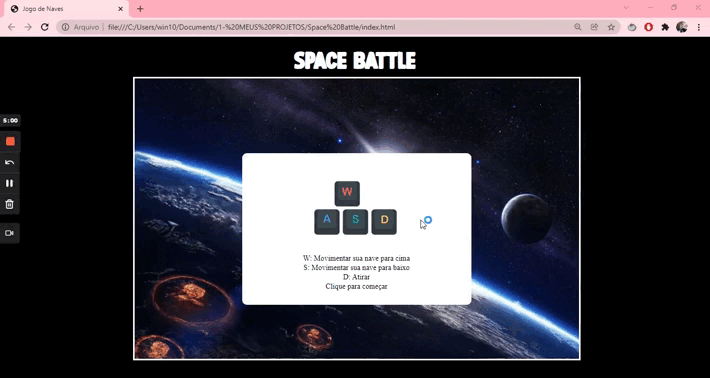 Jogo de Naves
Arquivo | file:///C:/Users/win10/Documents/1-%20MEUS%20PROJETOS/Space%20Battle/index.html
SPACE BATTLE
5:00
W
A S D
W: Movimentar sua nave para cima
S: Movimentar sua nave para baixo
D: Atirar
Clique para começar